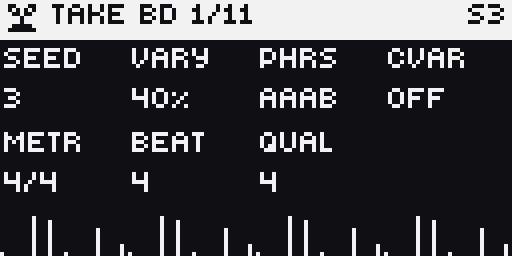 TAKE BD 1/11 S3
SEED VARY PHRS CVAR
3 40% AAAB OFF
METR BEAT QUAL
4/4 4 4